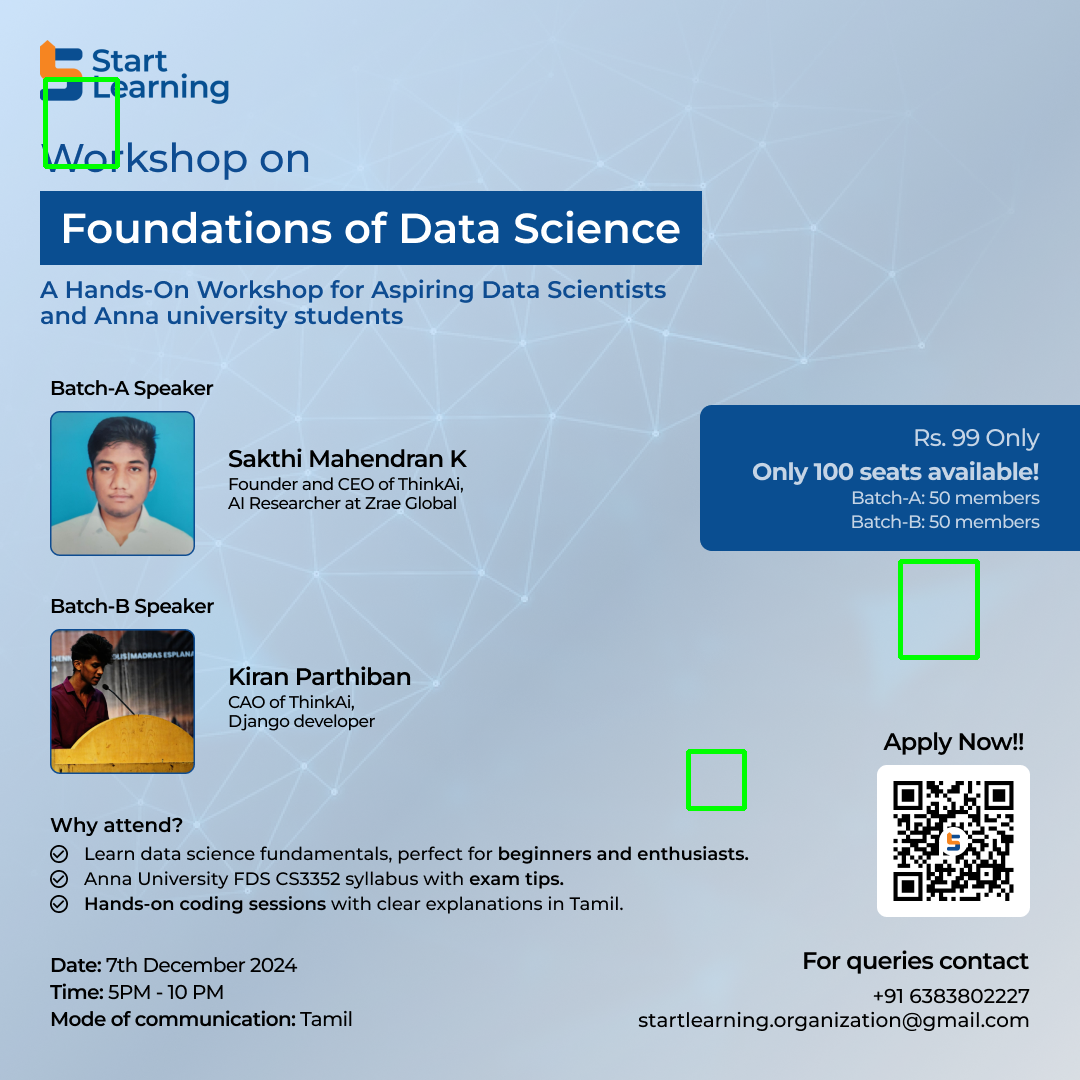 Start
Learning
Workshop on
Foundations of Data Science
A Hands-On Workshop for Aspiring Data Scientists
and Anna university students
Batch-A Speaker
Sakthi Mahendran K
Founder and CEO of ThinkAi,
AI Researcher at Zrae Global
Rs. 99 Only
Only 100 seats available!
Batch-A: 50 members
Batch-B: 50 members
Batch-B Speaker
MADRAS ESPLANA
Kiran Parthiban
CAO of ThinkAi,
Django developer
Apply Now!!
Why attend?
Learn data science fundamentals, perfect for beginners and enthusiasts.
Anna University FDS CS3352 syllabus with exam tips.
Hands-on coding sessions with clear explanations in Tamil.
Date: 7th December 2024
Time: 5PM - 10 PM
Mode of communication: Tamil
For queries contact
+91 6383802227
startlearning.organization@gmail.com